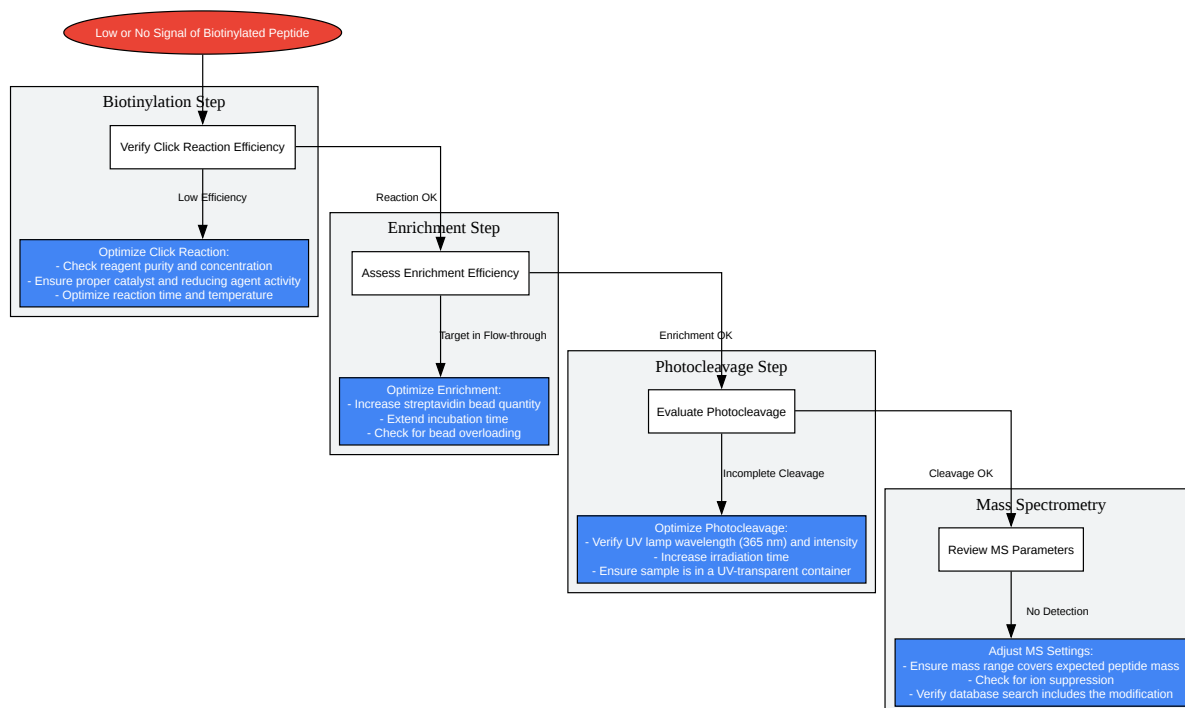 Low or No Signal of Biotinylated Peptide
Biotinylation Step
Verify Click Reaction Efficiency
Low Efficiency
Reaction OK
Optimize Click Reaction:
- Check reagent purity and concentration
- Ensure proper catalyst and reducing agent activity
- Optimize reaction time and temperature
Enrichment Step
Assess Enrichment Efficiency
Target in Flow-through
Enrichment OK
Optimize Enrichment:
- Increase streptavidin bead quantity
- Extend incubation time
- Check for bead overloading
Photocleavage Step
Evaluate Photocleavage
Incomplete Cleavage
Cleavage OK
Optimize Photocleavage:
- Verify UV lamp wavelength (365 nm) and intensity
- Increase irradiation time
- Ensure sample is in a UV-transparent container
Mass Spectrometry
Review MS Parameters
No Detection
Adjust MS Settings:
- Ensure mass range covers expected peptide mass
- Check for ion suppression
- Verify database search includes the modification